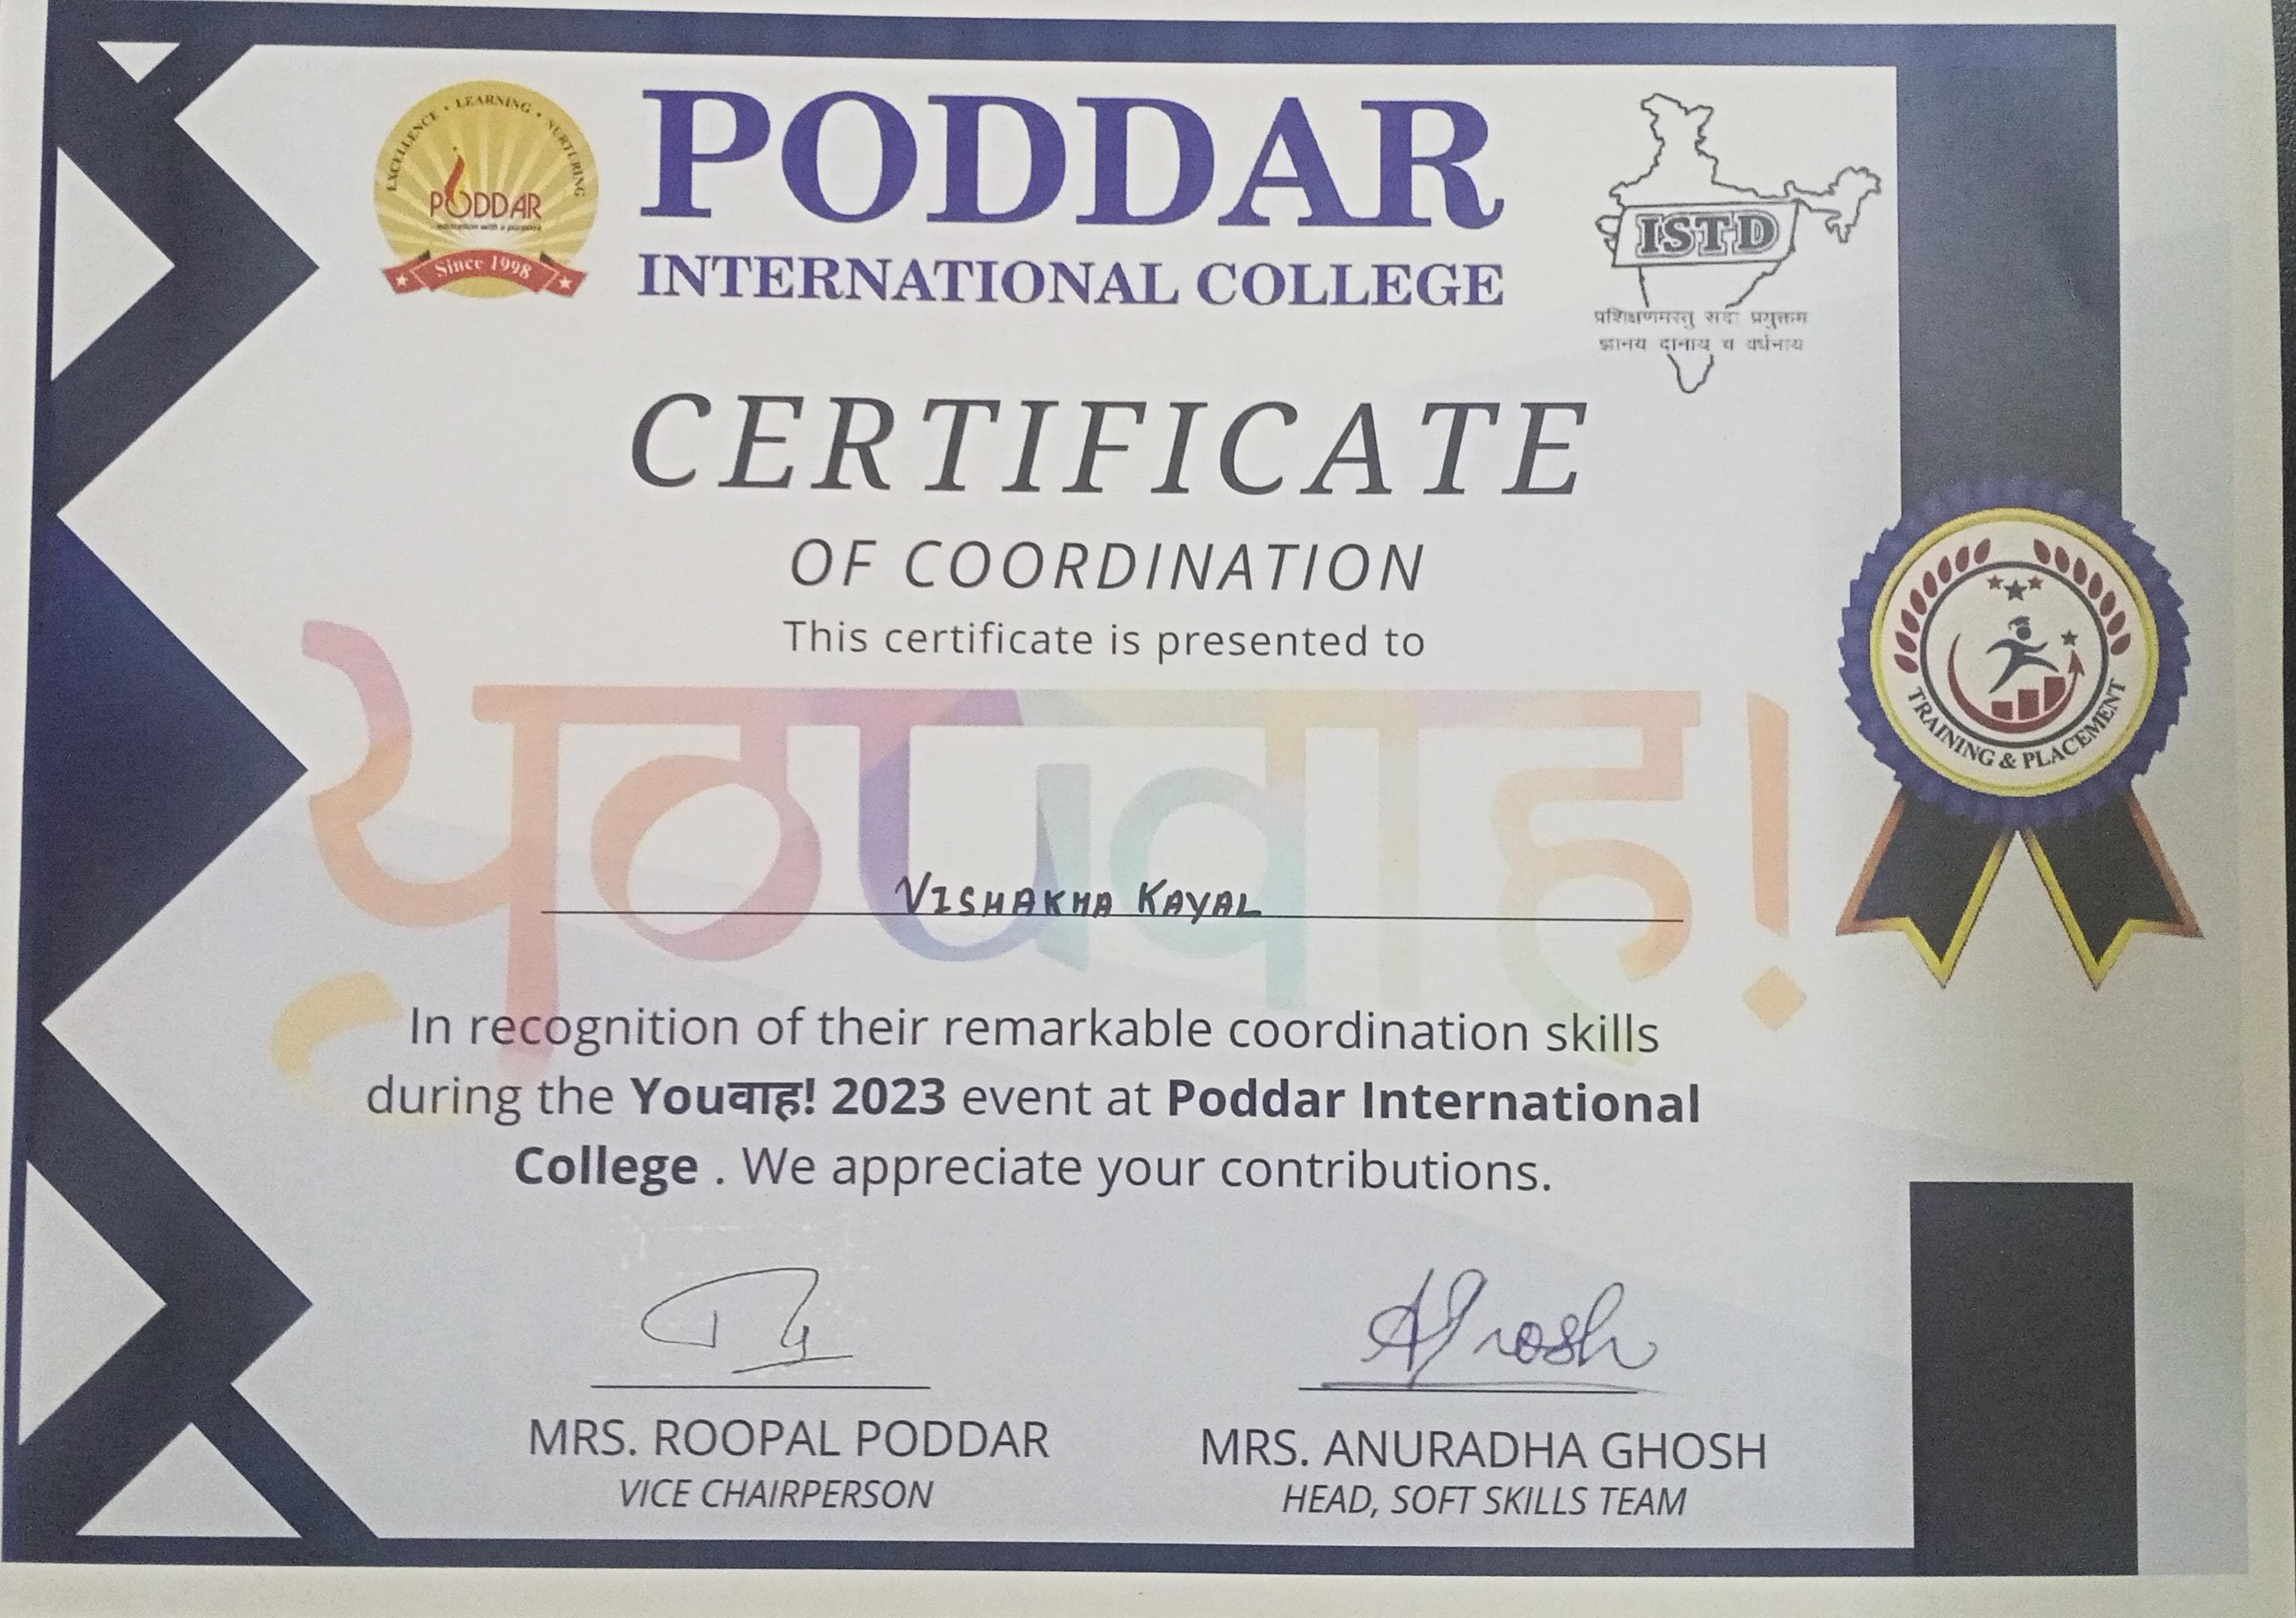 EXCELLENCE • LEARNING • NURTURING
PODDAR
education with a purpose
Since 1998
PODDAR
INTERNATIONAL COLLEGE
ISTD
प्रशिक्षणमस्तु सदा प्रयुक्तम
ज्ञानय दानाय च वर्धनाय
CERTIFICATE
OF COORDINATION
This certificate is presented to
TRAINING & PLACEMENT
यूOUवाह!
VISHAKHA KAYAL
In recognition of their remarkable coordination skills
during the Youवाह! 2023 event at Poddar International
College . We appreciate your contributions.
AGhosh
MRS. ROOPAL PODDAR
VICE CHAIRPERSON
MRS. ANURADHA GHOSH
HEAD, SOFT SKILLS TEAM